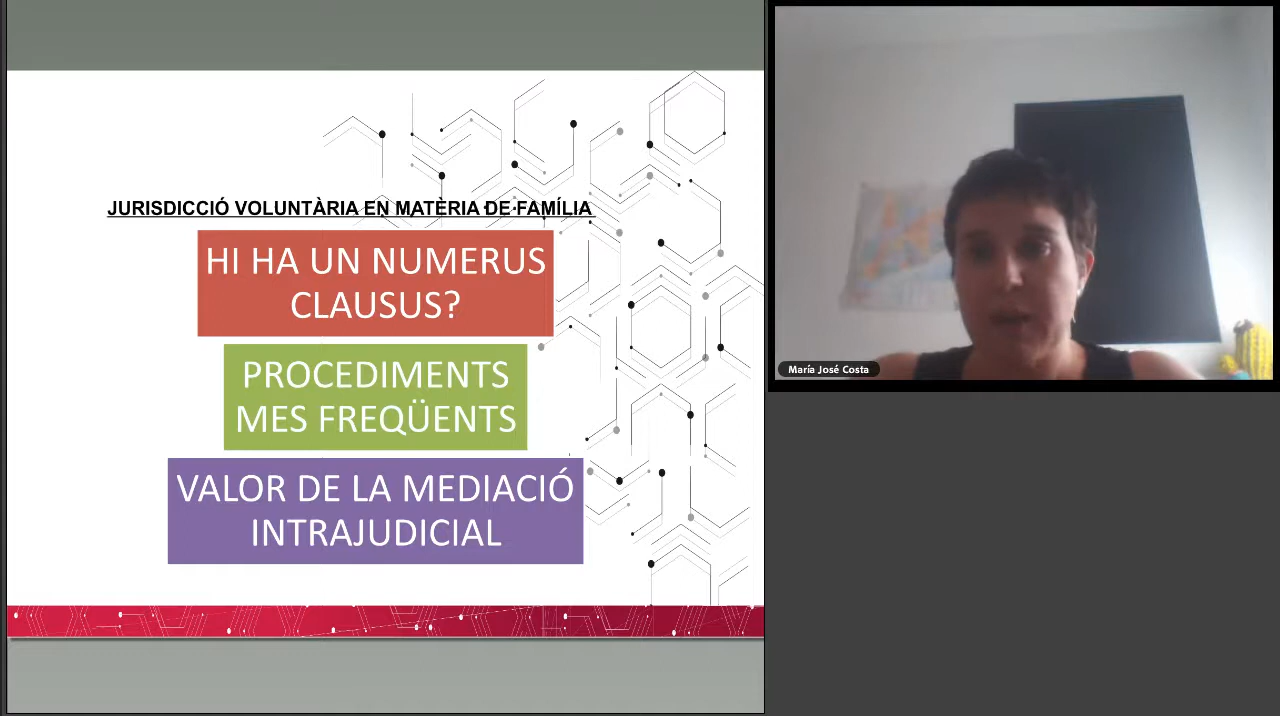 JURISDICCIÓ VOLUNTÀRIA EN MATÈRIA DE FAMÍLIA
HI HA UN NUMERUS
CLAUSUS?
PROCEDIMENTS
MES FREQÜENTS
VALOR DE LA MEDIACIÓ
INTRAJUDICIAL
María José Costa